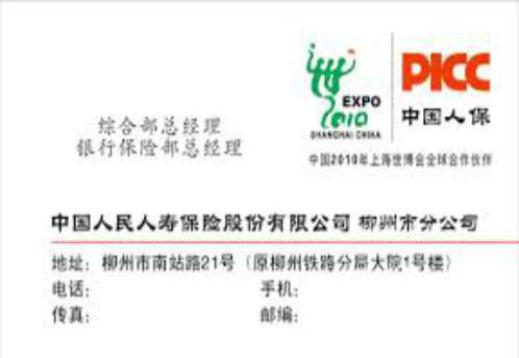 EXPO
2010
SHANGHAI CHINA
PICC
中国人保
中国2010年上海世博会全球合作伙伴
综合部总经理
银行保险部总经理
中国人民人寿保险股份有限公司 柳州市分公司
地址: 柳州市南站路21号 (原柳州铁路分局大院1号楼)
电话: 手机:
传真: 邮编: